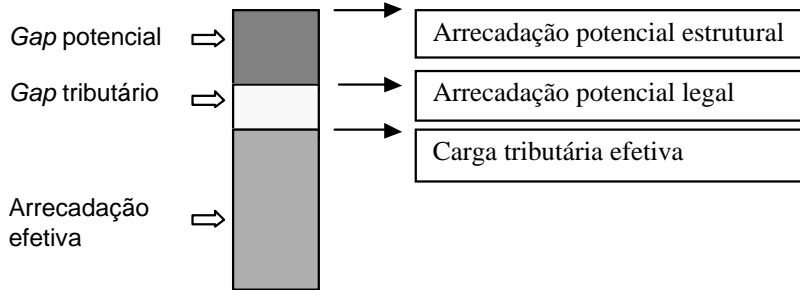 Gap potencial
Arrecadação potencial estrutural
Gap tributário
Arrecadação potencial legal
Carga tributária efetiva
Arrecadação
efetiva